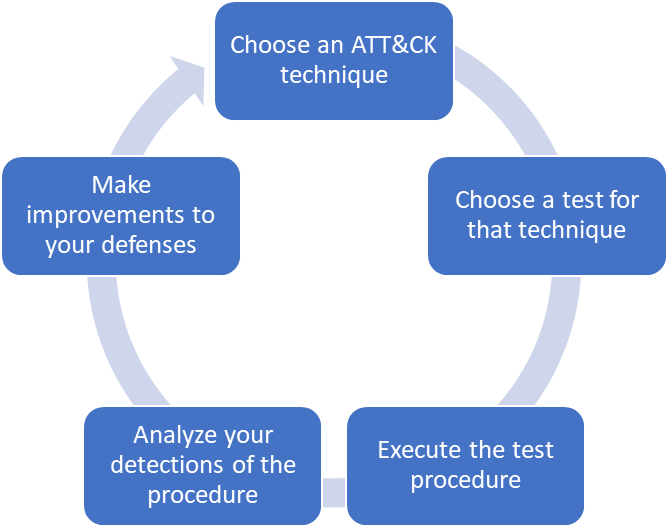 Choose an ATT&CK
technique
Choose a test for
that technique
Execute the test
procedure
Analyze your
detections of the
procedure
Make
improvements to
your defenses